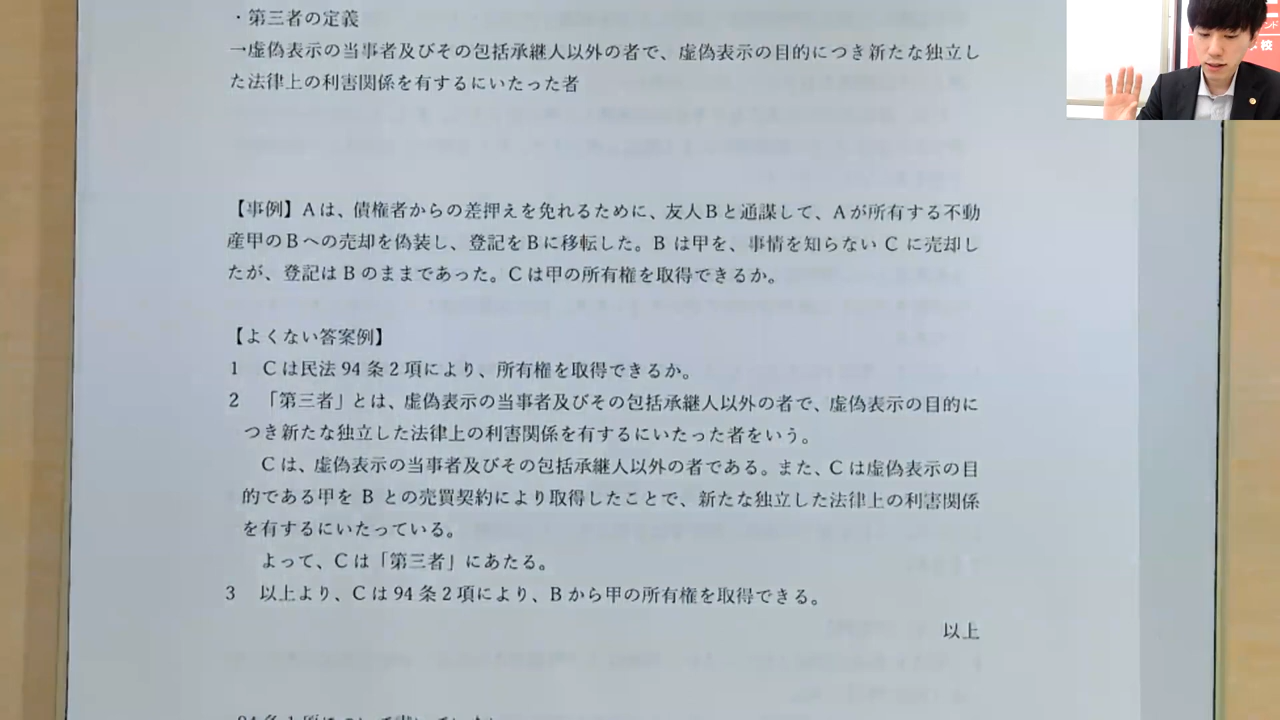 ・第三者の定義
→虚偽表示の当事者及びその包括承継人以外の者で、虚偽表示の目的につき新たな独立し
た法律上の利害関係を有するにいたった者
【事例】Aは、債権者からの差押えを免れるために、友人Bと通謀して、Aが所有する不動
産甲のBへの売却を偽装し、登記をBに移転した。B は甲を、事情を知らない C に売却し
たが、登記は B のままであった。C は甲の所有権を取得できるか。
【よくない答案例】
1 C は民法 94 条 2 項により、所有権を取得できるか。
2 「第三者」とは、虚偽表示の当事者及びその包括承継人以外の者で、虚偽表示の目的に
つき新たな独立した法律上の利害関係を有するにいたった者をいう。
C は、虚偽表示の当事者及びその包括承継人以外の者である。また、C は虚偽表示の目
的である甲を B との売買契約により取得したことで、新たな独立した法律上の利害関係
を有するにいたっている。
よって、C は「第三者」にあたる。
3 以上より、C は 94 条 2 項により、B から甲の所有権を取得できる。
以上
校